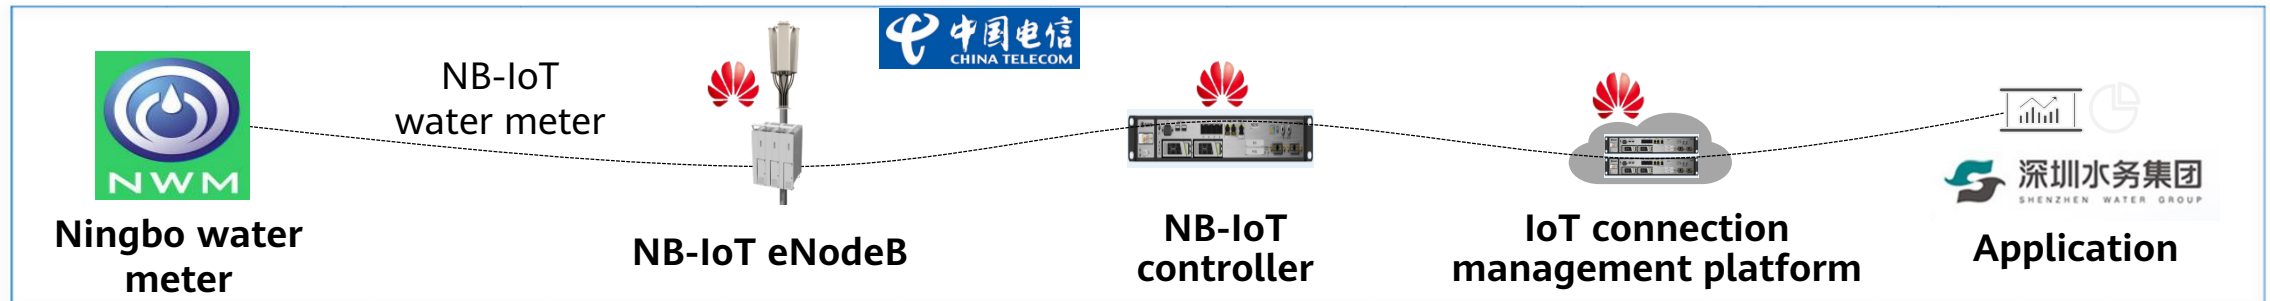 NWM
Ningbo water
meter
NB-IoT
water meter
NB-IoT eNodeB
中国电信
CHINA TELECOM
NB-IoT
controller
IoT connection
management platform
深圳水务集团
SHENZHEN WATER GROUP
Application